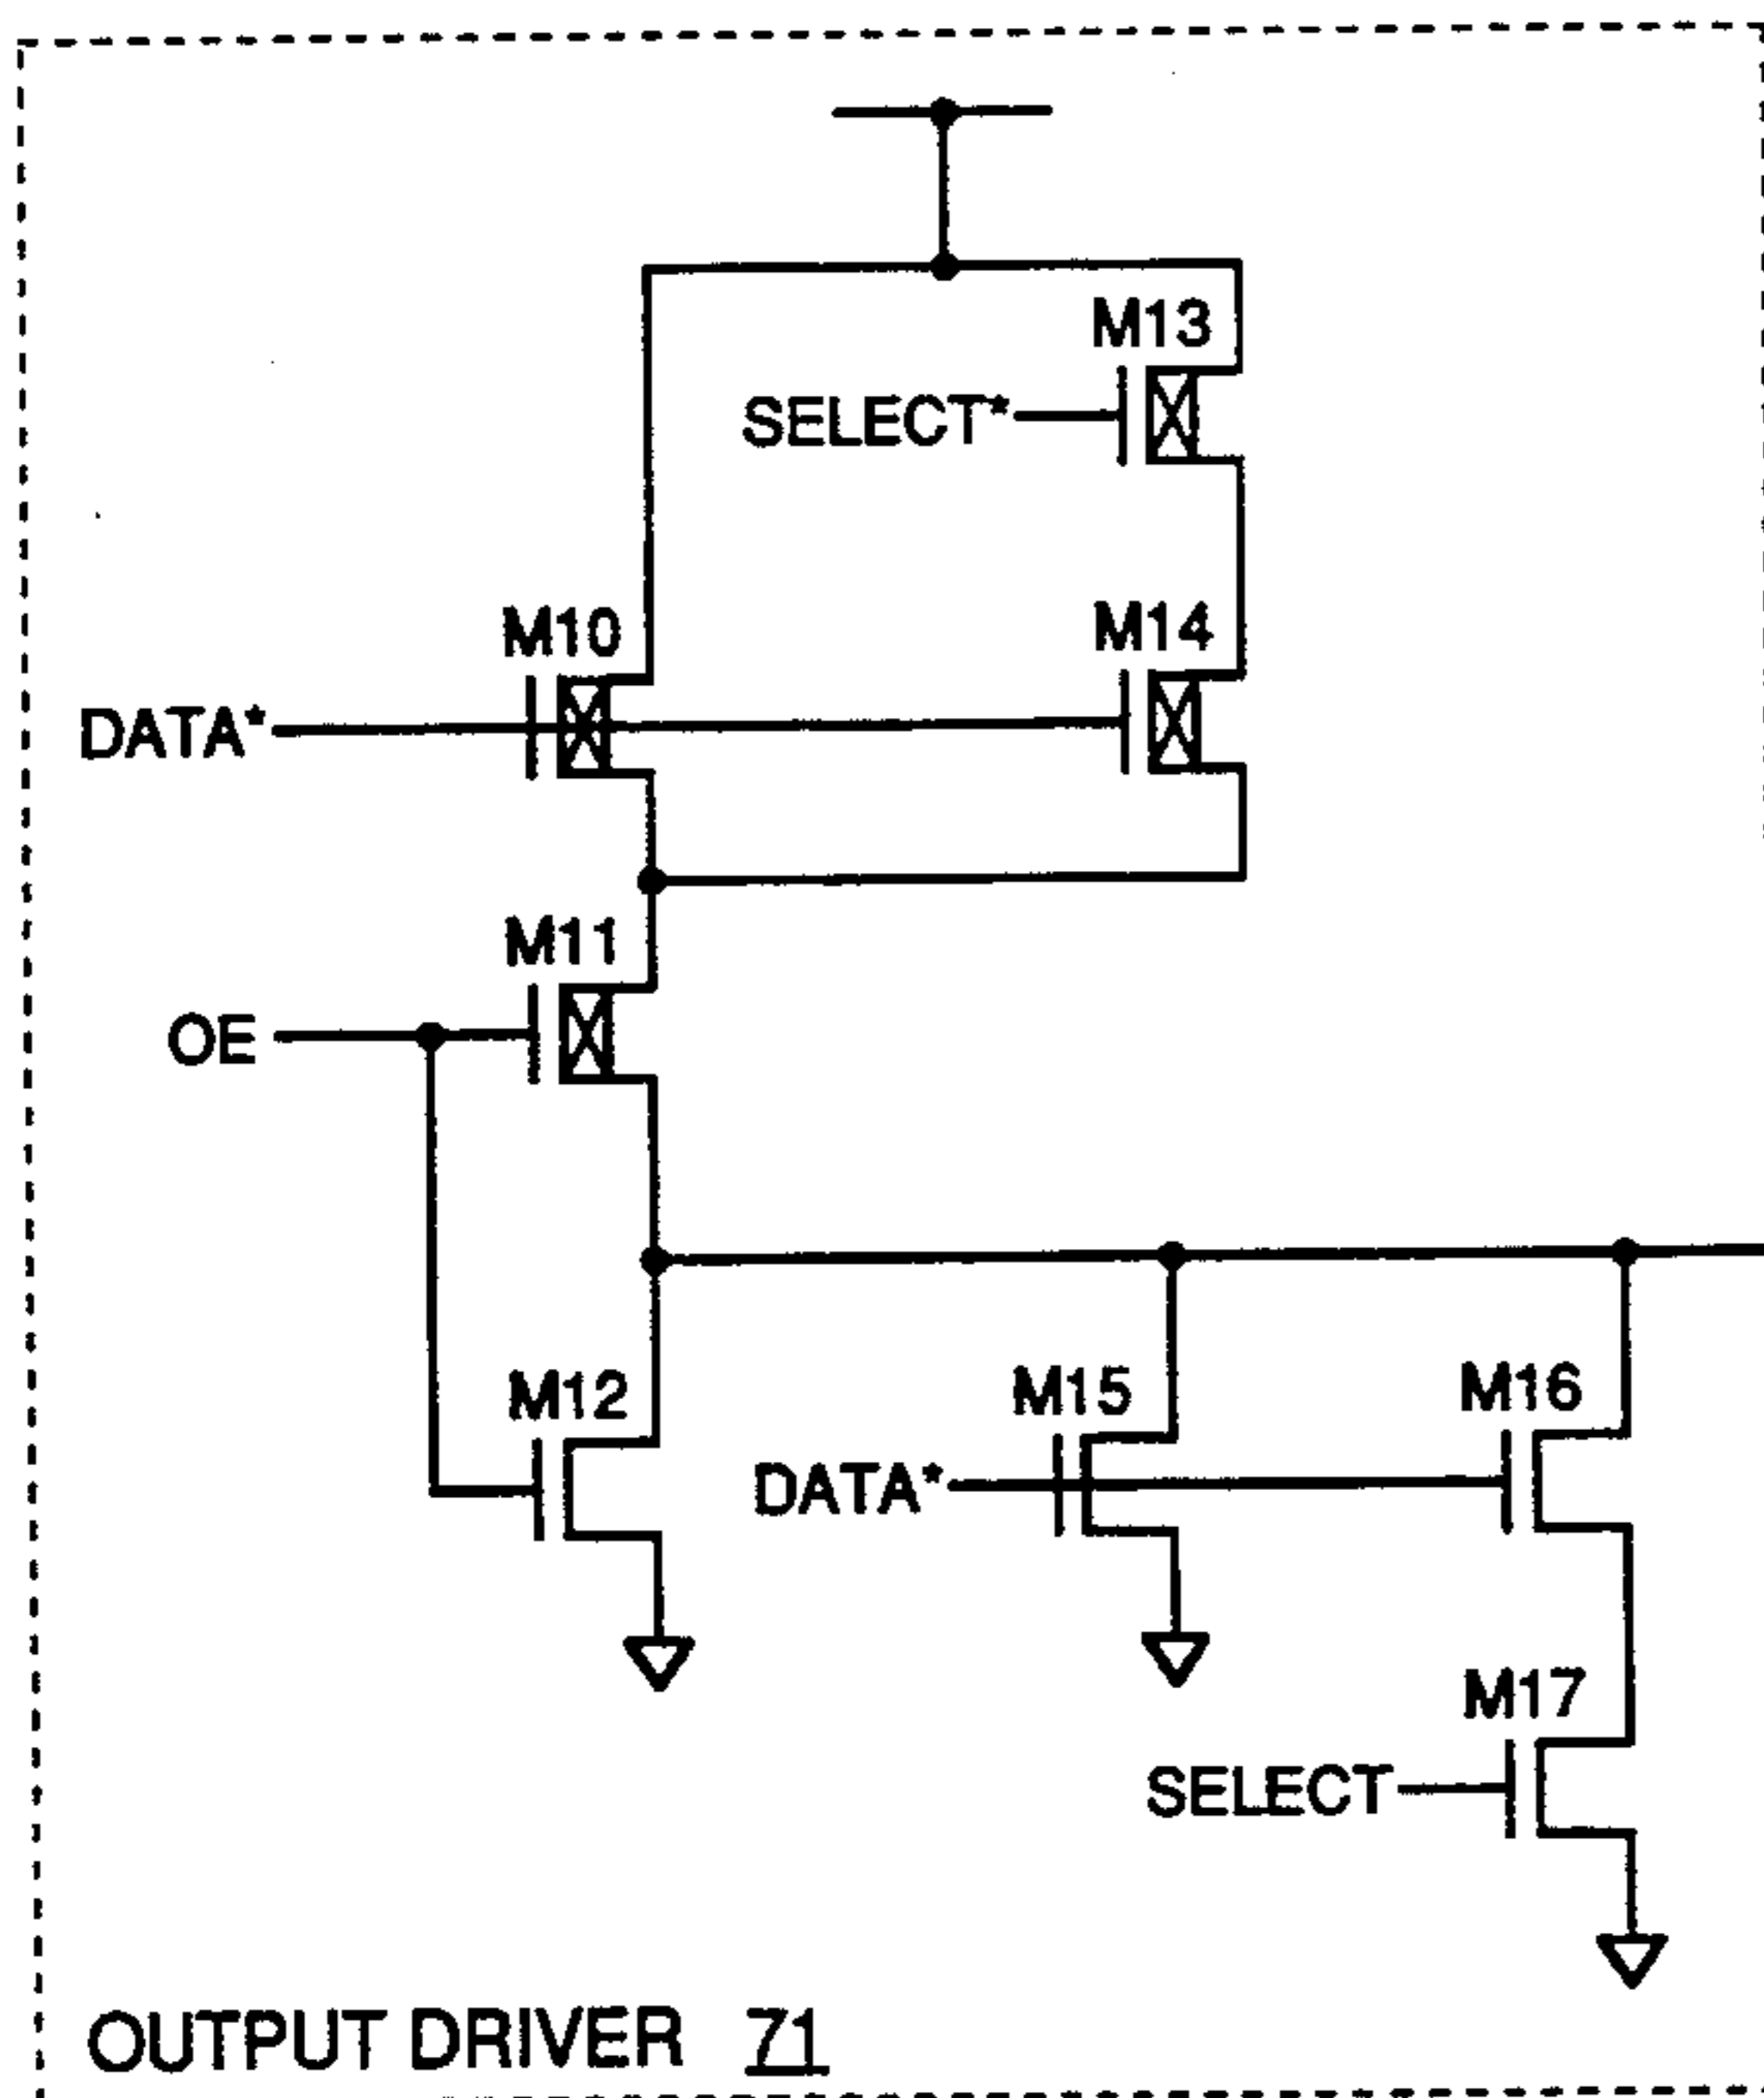 M13
SELECT*
M10
M14
DATA*
M11
OE
M12
M15
M16
DATA*
M17
SELECT
OUTPUT DRIVER 71